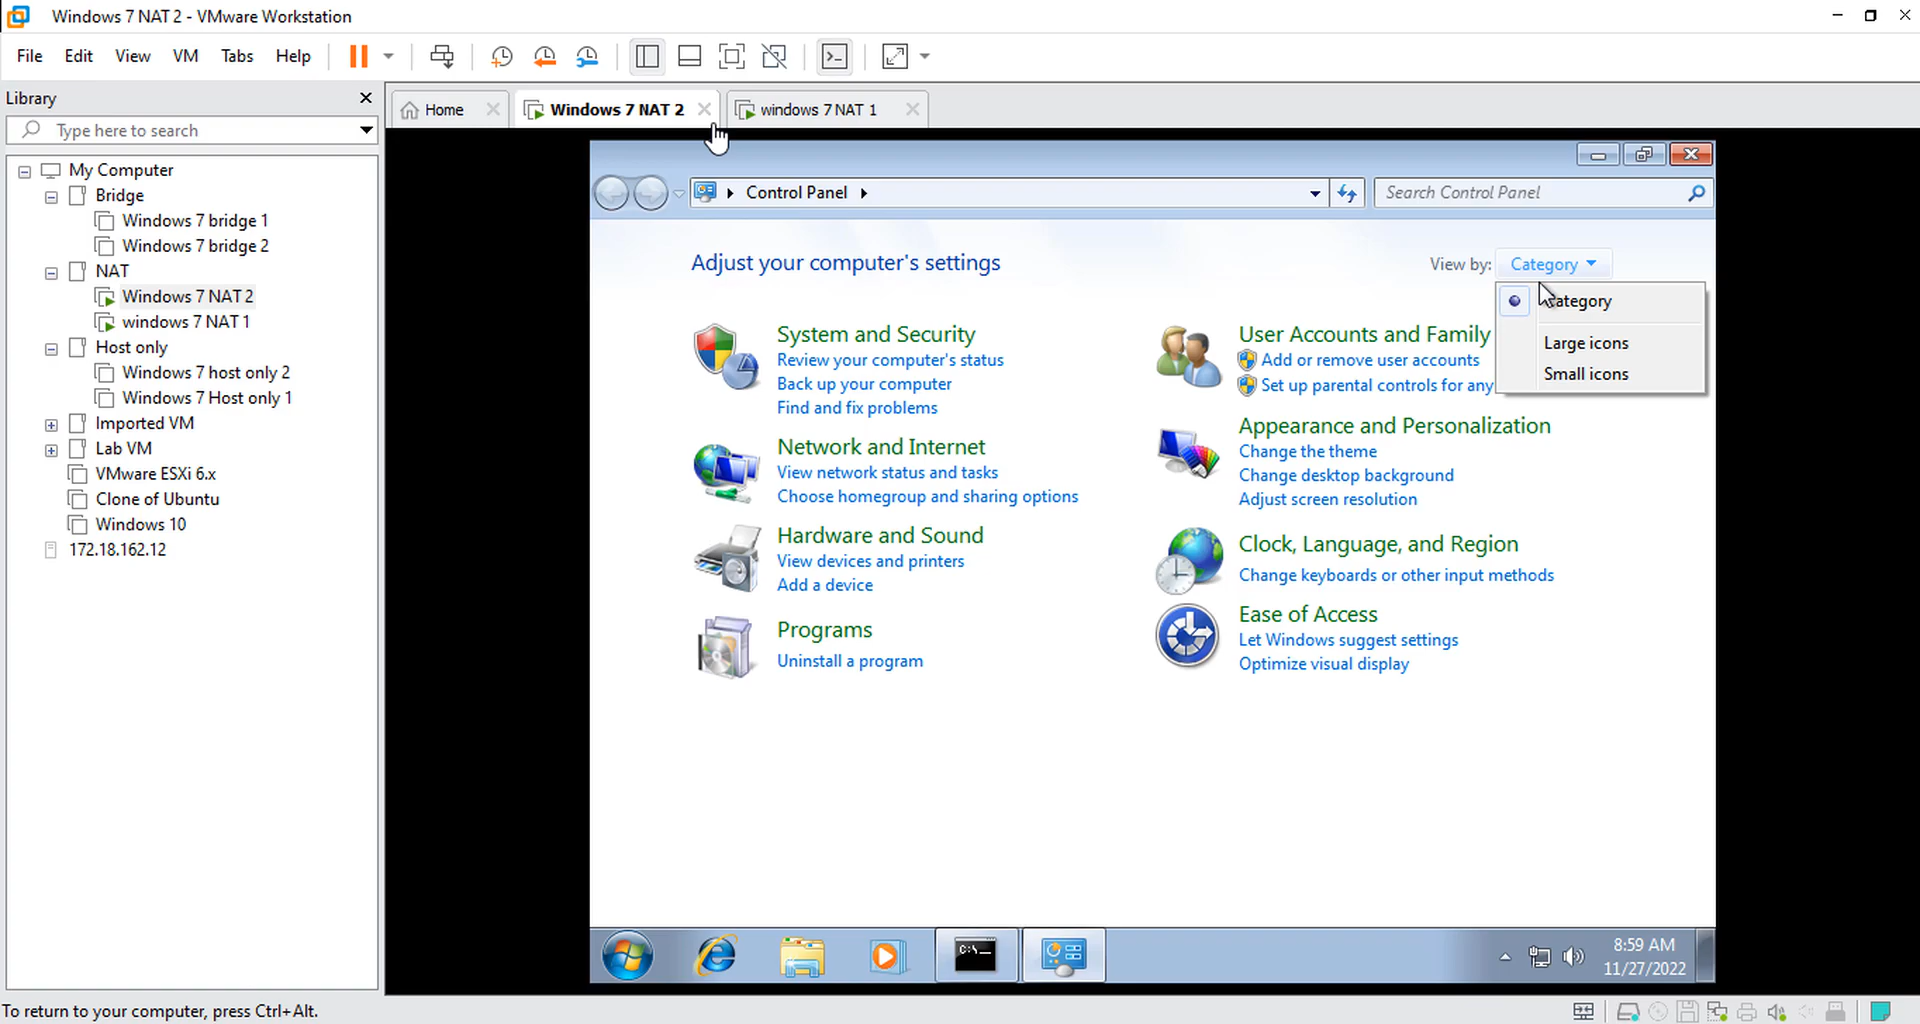 Windows 7 NAT 2 - VMware Workstation
File Edit View VM Tabs Help
Library
Type here to search
My Computer
Bridge
Windows 7 bridge 1
Windows 7 bridge 2
NAT
Windows 7 NAT 2
windows 7 NAT 1
Host only
Windows 7 host only 2
Windows 7 Host only 1
Imported VM
Lab VM
VMware ESXi 6.x
Clone of Ubuntu
Windows 10
172.18.162.12
Home
Windows 7 NAT 2
windows 7 NAT 1
Control Panel
Search Control Panel
Adjust your computer's settings
View by: Category
Category
Large icons
Small icons
System and Security
Review your computer's status
Back up your computer
Find and fix problems
Network and Internet
View network status and tasks
Choose homegroup and sharing options
Hardware and Sound
View devices and printers
Add a device
Programs
Uninstall a program
User Accounts and Family
Add or remove user accounts
Set up parental controls for any
Appearance and Personalization
Change the theme
Change desktop background
Adjust screen resolution
Clock, Language, and Region
Change keyboards or other input methods
Ease of Access
Let Windows suggest settings
Optimize visual display
C:\_
8:59 AM
11/27/2022
To return to your computer, press Ctrl+Alt.